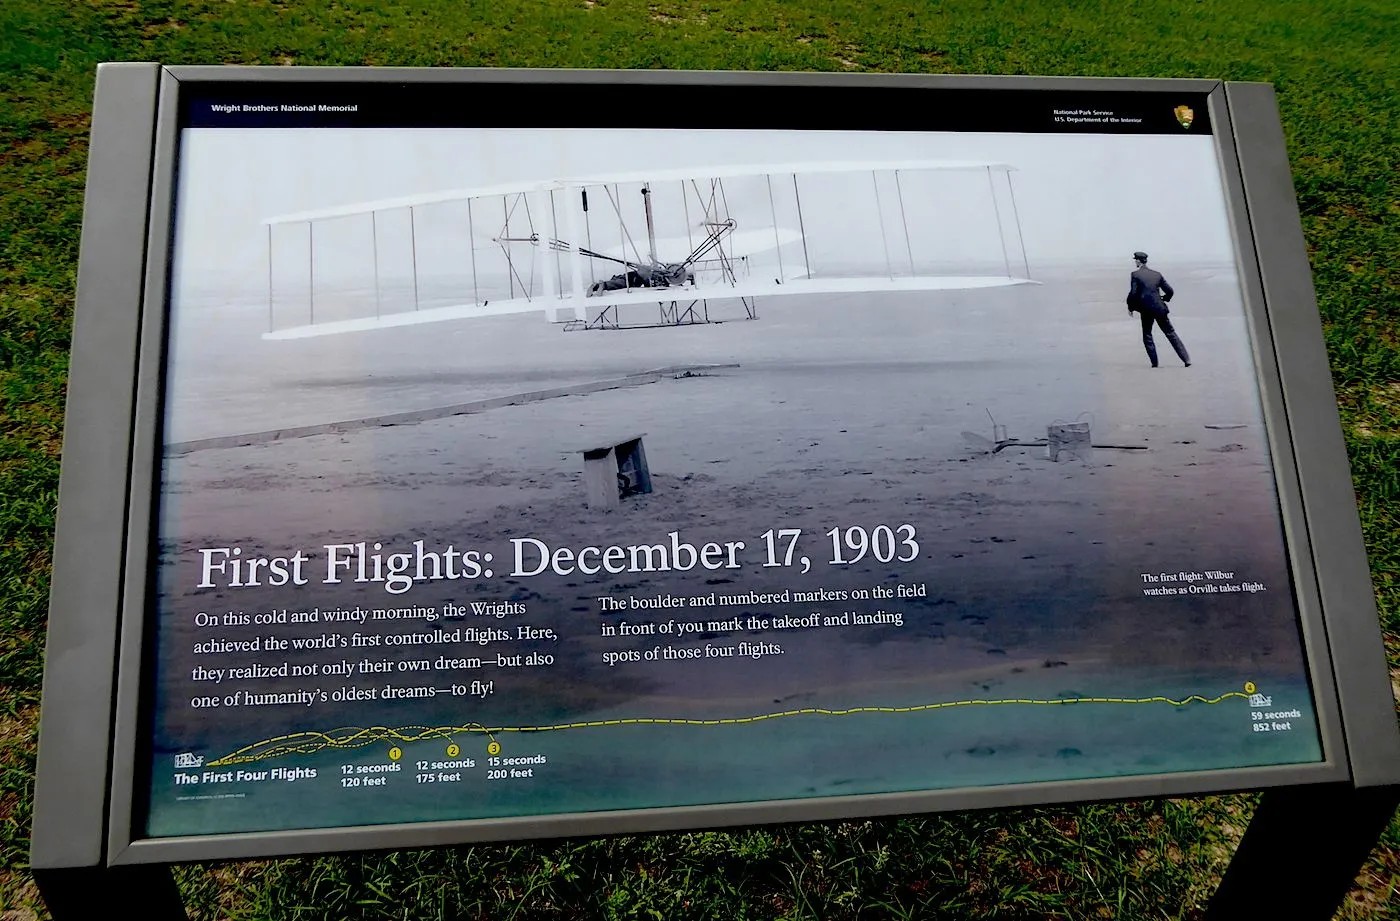 Wright Brothers National Memorial
National Park Service
U.S. Department of the Interior
First Flights: December 17, 1903
On this cold and windy morning, the Wrights
achieved the world's first controlled flights. Here,
they realized not only their own dream—but also
one of humanity's oldest dreams—to fly!
The boulder and numbered markers on the field
in front of you mark the takeoff and landing
spots of those four flights.
The first flight: Wilbur
watches as Orville takes flight.
The First Four Flights
1
12 seconds
120 feet
2
12 seconds
175 feet
3
15 seconds
200 feet
4
59 seconds
852 feet